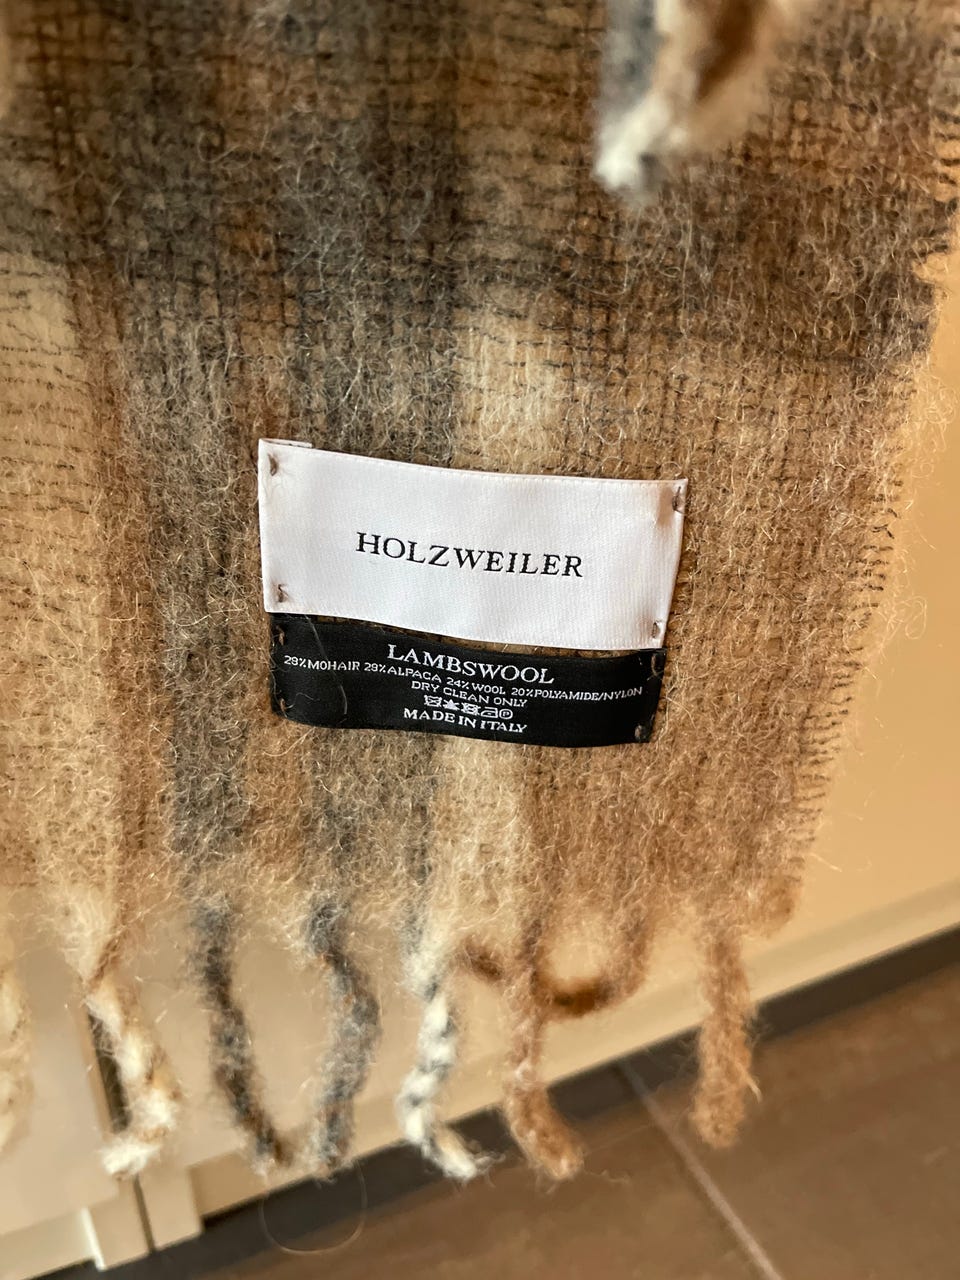 HOLZWEILER
LAMBSWOOL
28%MOHAIR 28%ALPACA 24%WOOL 20%POLYAMIDE/NYLON
DRY CLEAN ONLY
MADE IN ITALY